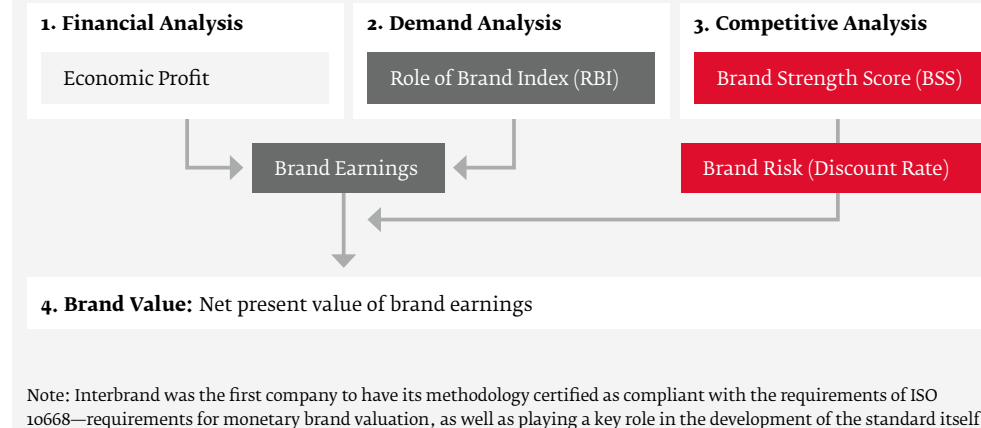 1. Financial Analysis
Economic Profit
2. Demand Analysis
Role of Brand Index (RBI)
3. Competitive Analysis
Brand Strength Score (BSS)
Brand Earnings
Brand Risk (Discount Rate)
4. Brand Value: Net present value of brand earnings
Note: Interbrand was the first company to have its methodology certified as compliant with the requirements of ISO
10668—requirements for monetary brand valuation, as well as playing a key role in the development of the standard itself